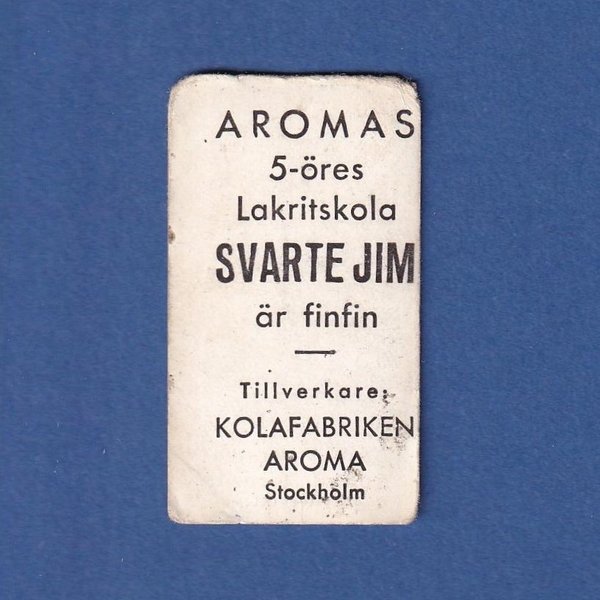 AROMAS
5-öres
Lakritskola
SVARTE JIM
är finfin
Tillverkare:
KOLAFABRIKEN
AROMA
Stockholm